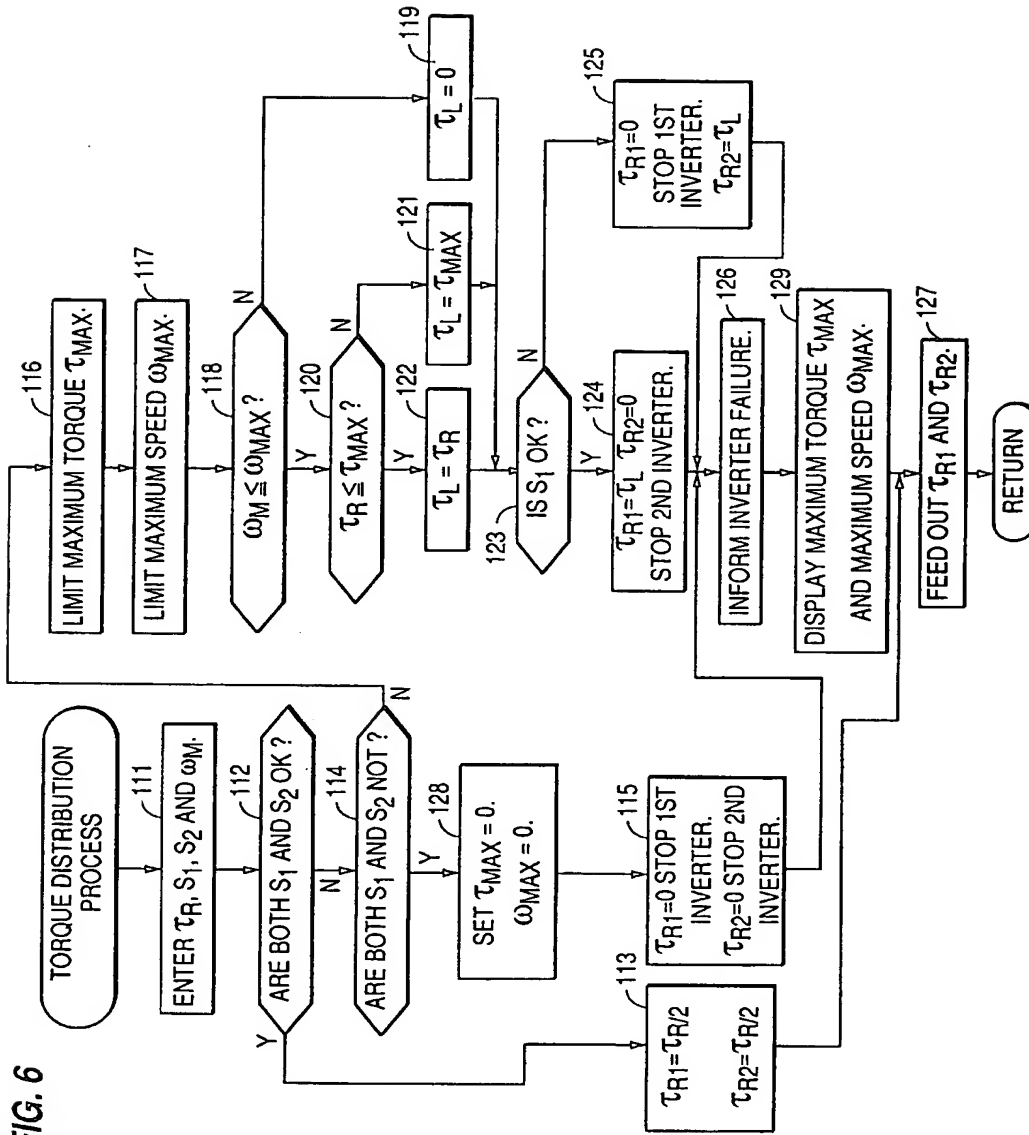 FIG. 6
TORQUE DISTRIBUTION
PROCESS
111
ENTER τR, S1, S2 AND ωM.
112
ARE BOTH S1 AND S2 OK?
Y
N
114
ARE BOTH S1 AND S2 NOT?
N
Y
128
SET τMAX = 0.
ωMAX = 0.
115
τR1=0 STOP 1ST
INVERTER.
τR2=0 STOP 2ND
INVERTER.
113
τR1=τR/2
τR2=τR/2
116
LIMIT MAXIMUM TORQUE τMAX.
117
LIMIT MAXIMUM SPEED ωMAX.
118
ωM ≦ ωMAX?
N
Y
119
τL = 0
120
τR ≦ τMAX?
N
Y
121
τL = τMAX
122
τL = τR
123
IS S1 OK?
N
Y
124
τR1=τL τR2=0
STOP 2ND INVERTER.
125
τR1=0
STOP 1ST
INVERTER.
τR2=τL
126
INFORM INVERTER FAILURE.
129
DISPLAY MAXIMUM TORQUE τMAX
AND MAXIMUM SPEED ωMAX.
127
FEED OUT τR1 AND τR2.
RETURN